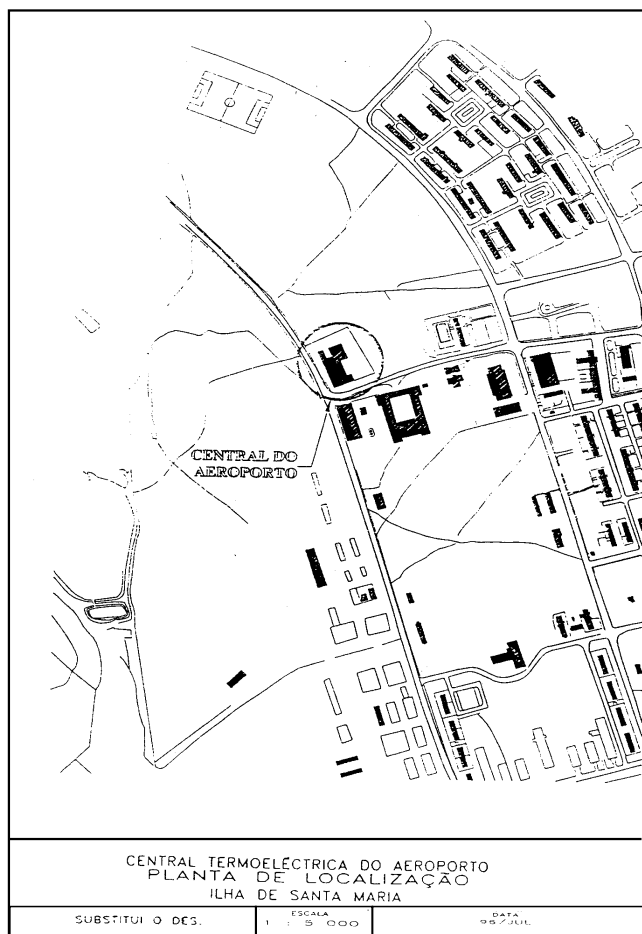 CENTRAL DO
AEROPORTO
CENTRAL TERMOELÉCTRICA DO AEROPORTO
PLANTA DE LOCALIZAÇÃO
ILHA DE SANTA MARIA
SUBSTITUI O DES.
ESCALA
1 : 5 000
DATA
95/JUL